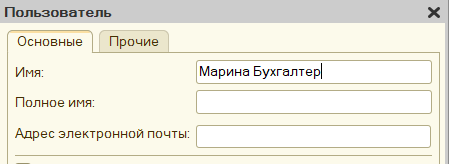 Пользователь
Основные Прочие
Имя: Марина Бухгалтер
Полное имя:
Адрес электронной почты: